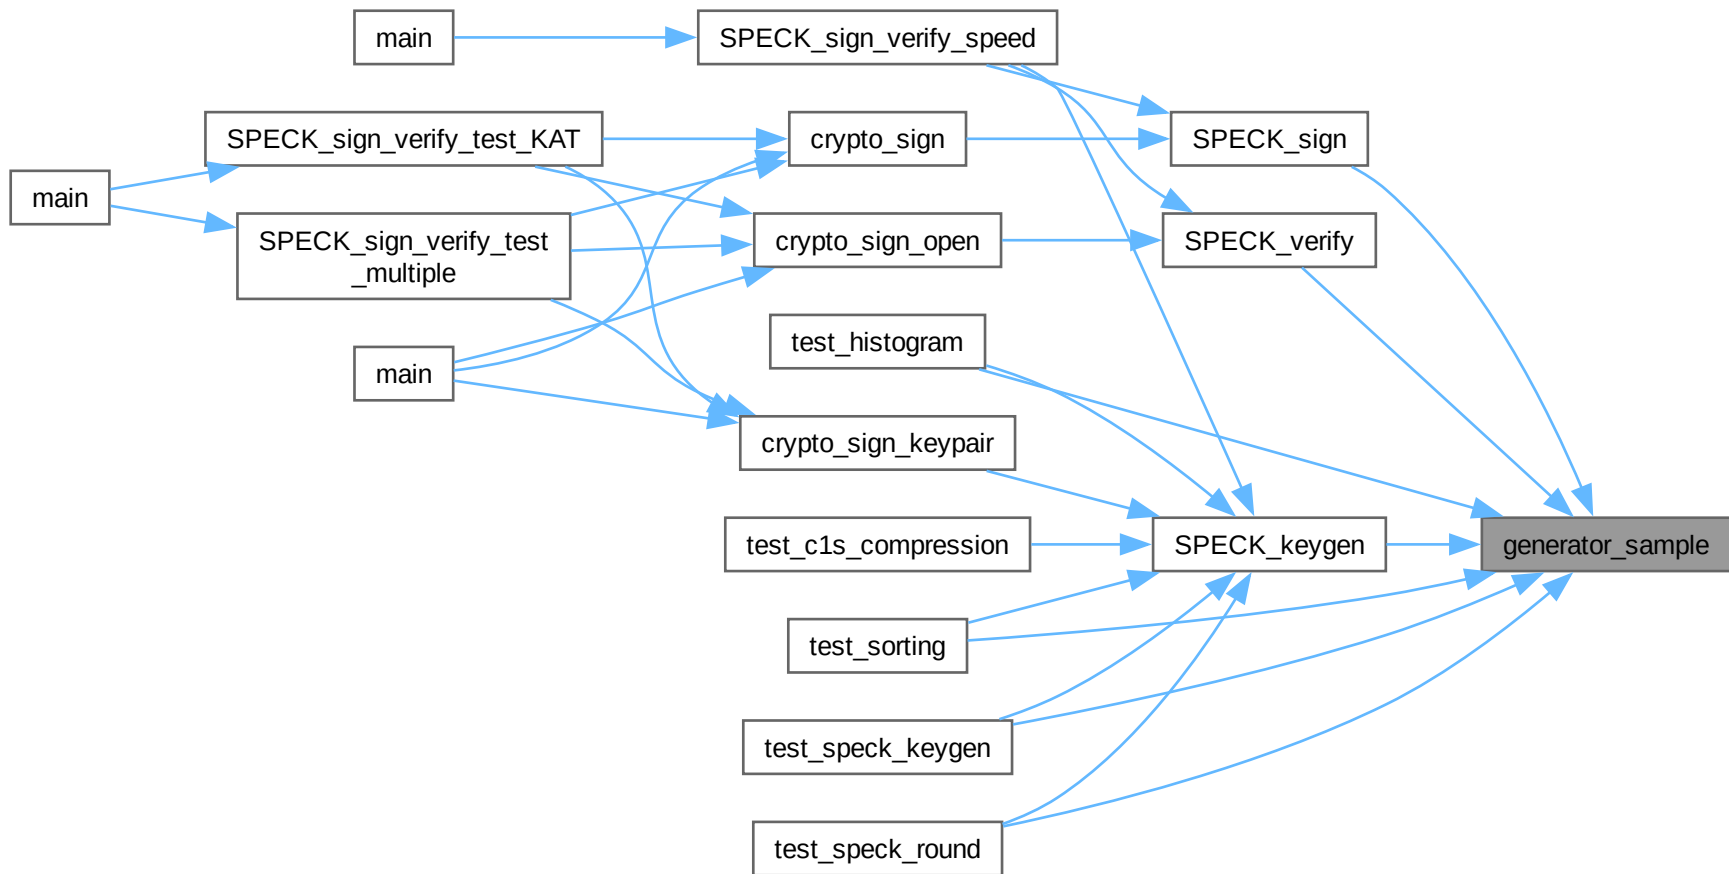 main
SPECK_sign_verify_speed
SPECK_sign_verify_test_KAT
crypto_sign
SPECK_sign
main
SPECK_sign_verify_test
_multiple
crypto_sign_open
SPECK_verify
main
test_histogram
crypto_sign_keypair
test_c1s_compression
SPECK_keygen
generator_sample
test_sorting
test_speck_keygen
test_speck_round